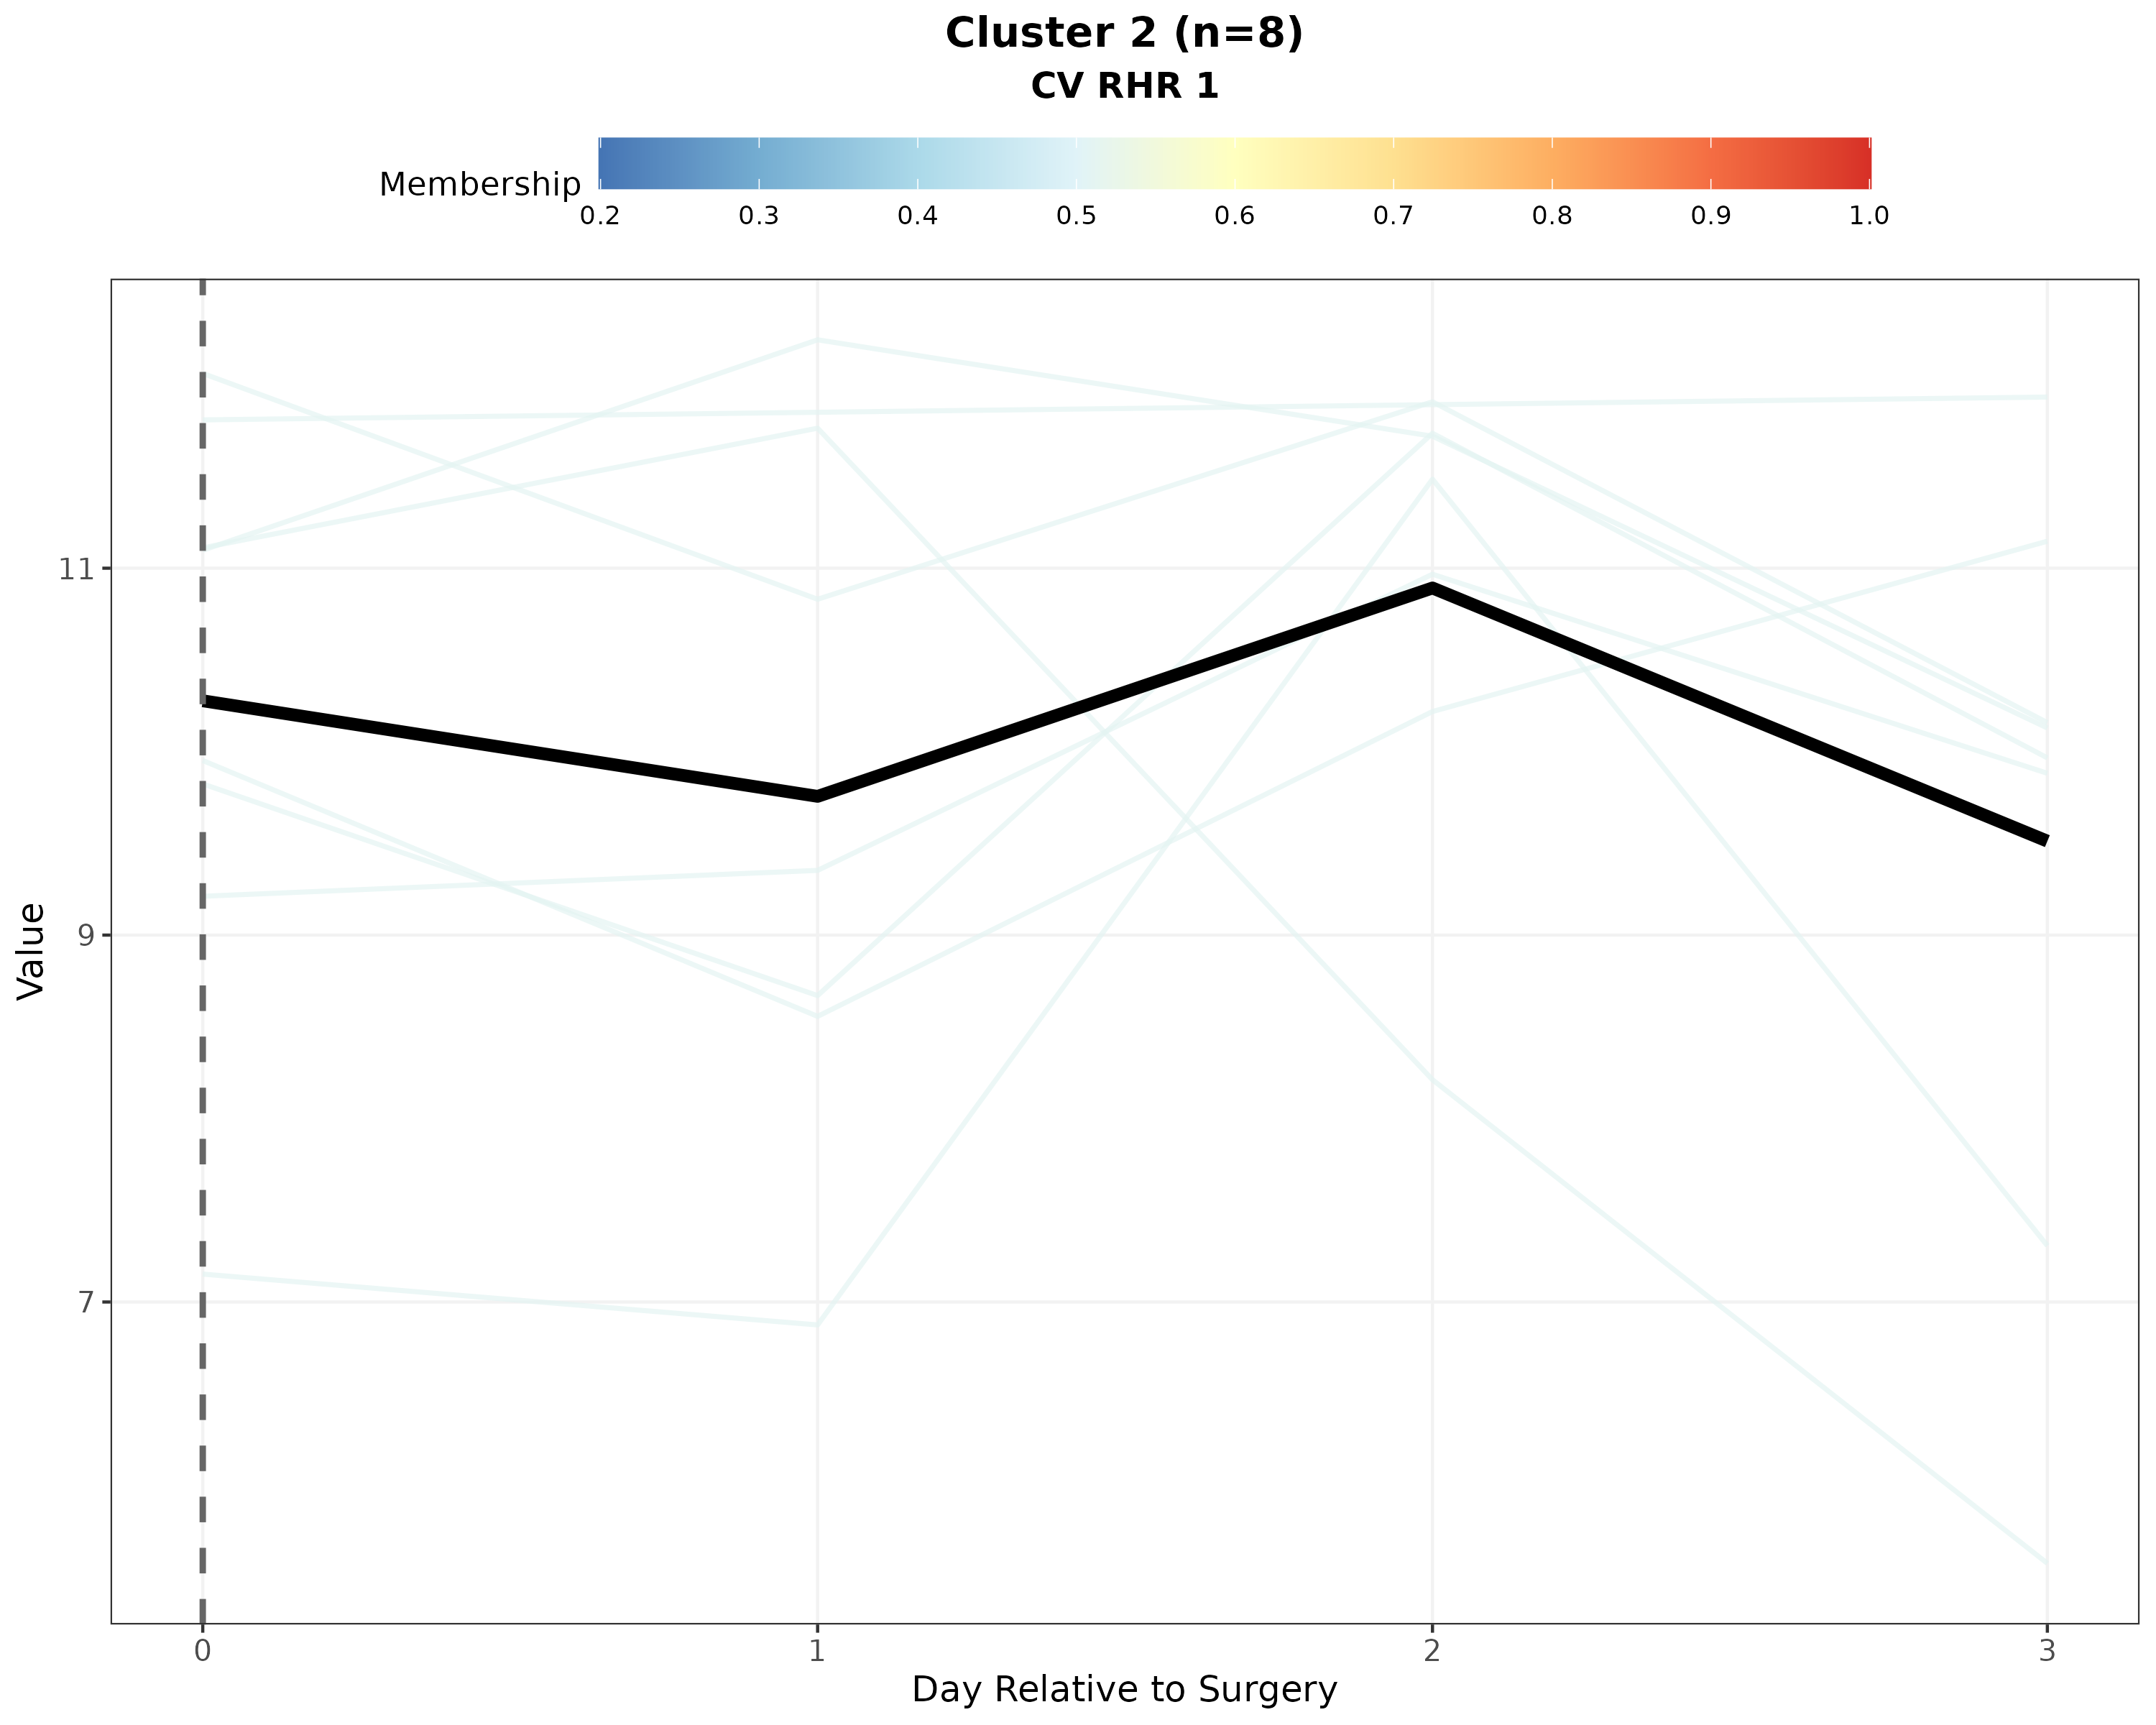 Cluster 2 (n=8)
CV RHR 1
Membership
0.2 0.3 0.4 0.5 0.6 0.7 0.8 0.9 1.0
11
9
7
Value
0 1 2 3
Day Relative to Surgery